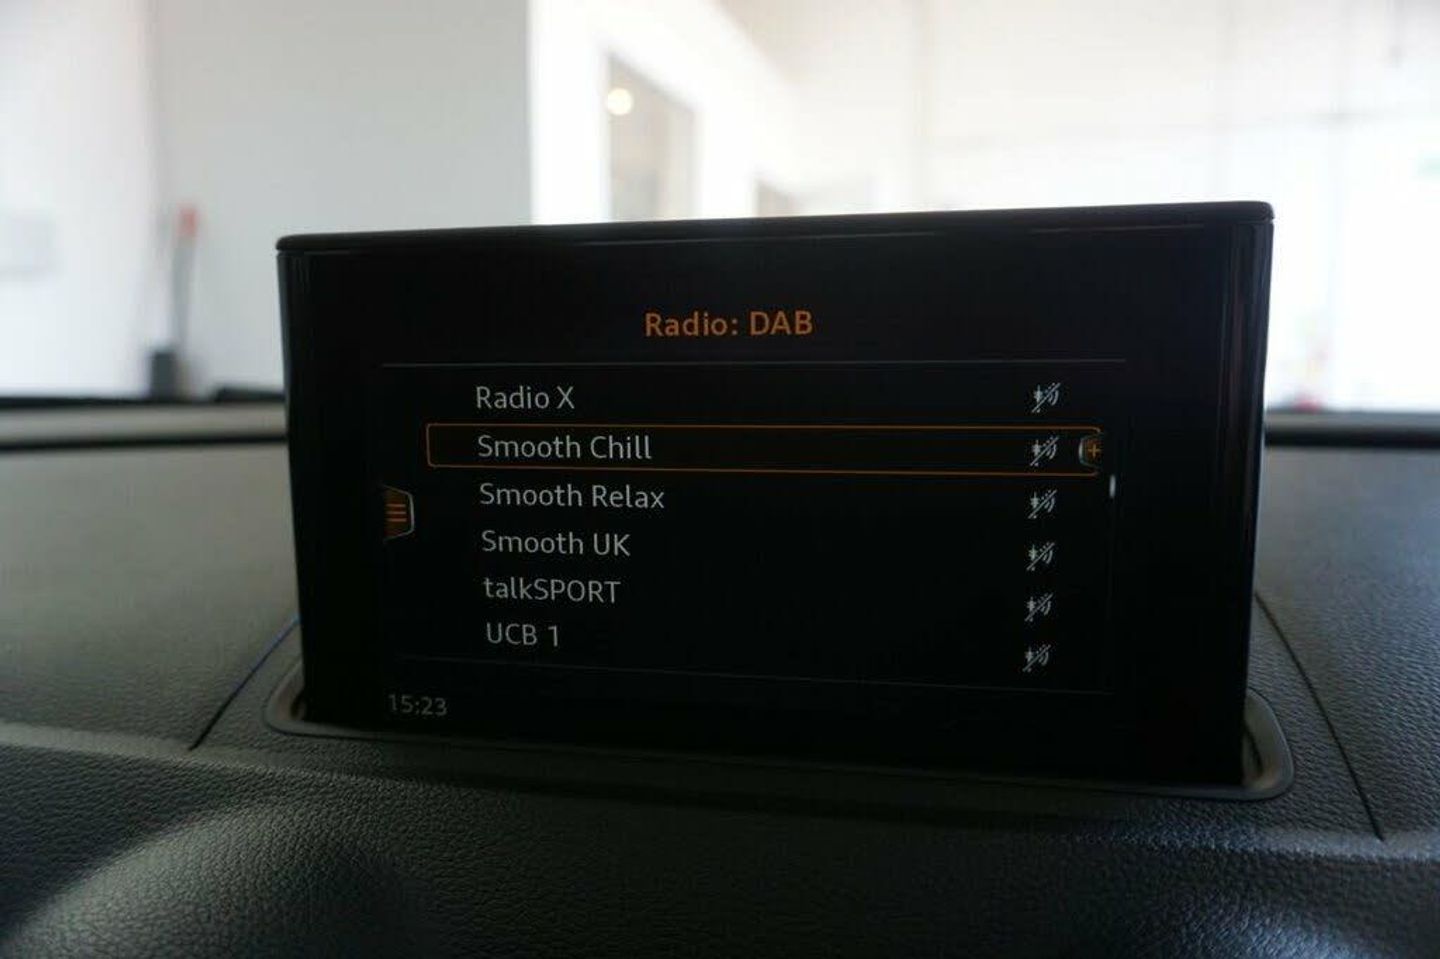 Radio: DAB
Radio X
Smooth Chill
Smooth Relax
Smooth UK
talkSPORT
UCB 1
15:23